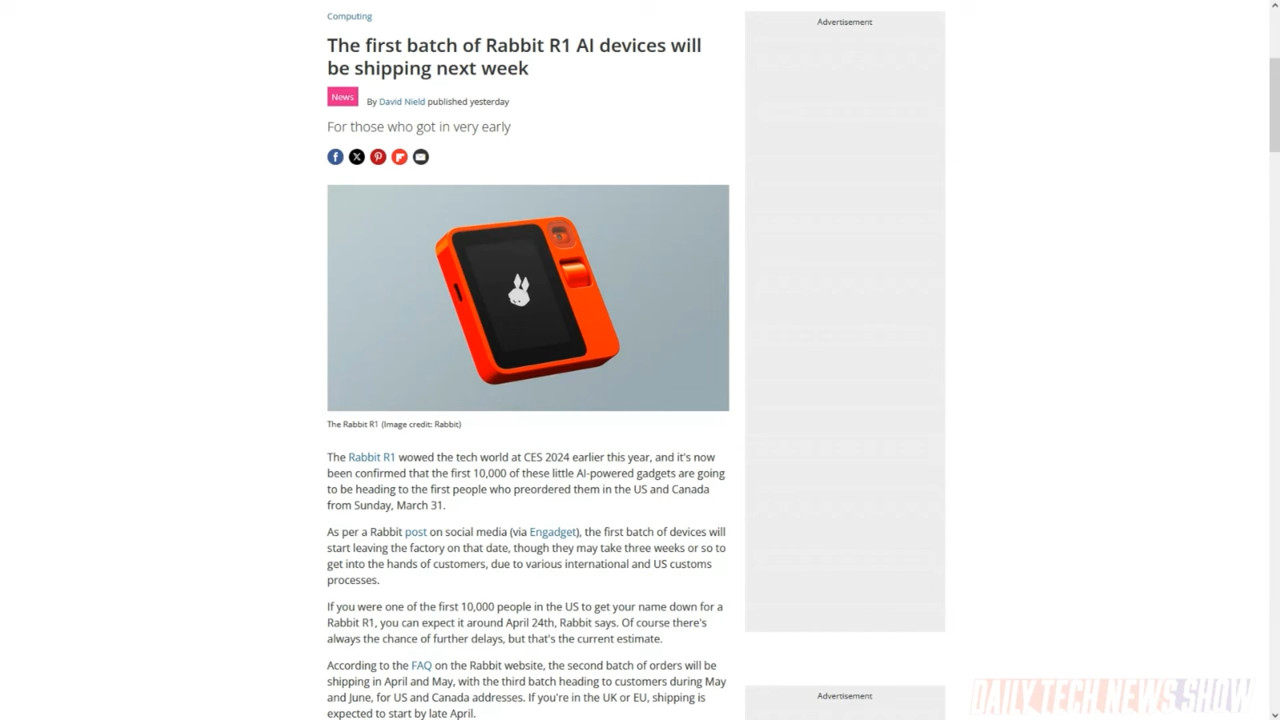 Computing
Advertisement
The first batch of Rabbit R1 AI devices will
be shipping next week
News
By David Nield published yesterday
For those who got in very early
The Rabbit R1 (Image credit: Rabbit)
The Rabbit R1 wowed the tech world at CES 2024 earlier this year, and it's now
been confirmed that the first 10,000 of these little AI-powered gadgets are going
to be heading to the first people who preordered them in the US and Canada
from Sunday, March 31.
As per a Rabbit post on social media (via Engadget), the first batch of devices will
start leaving the factory on that date, though they may take three weeks or so to
get into the hands of customers, due to various international and US customs
processes.
If you were one of the first 10,000 people in the US to get your name down for a
Rabbit R1, you can expect it around April 24th, Rabbit says. Of course there's
always the chance of further delays, but that's the current estimate.
According to the FAQ on the Rabbit website, the second batch of orders will be
shipping in April and May, with the third batch heading to customers during May
and June, for US and Canada addresses. If you're in the UK or EU, shipping is
expected to start by late April.
Advertisement
DAILY TECH NEWS SHOW